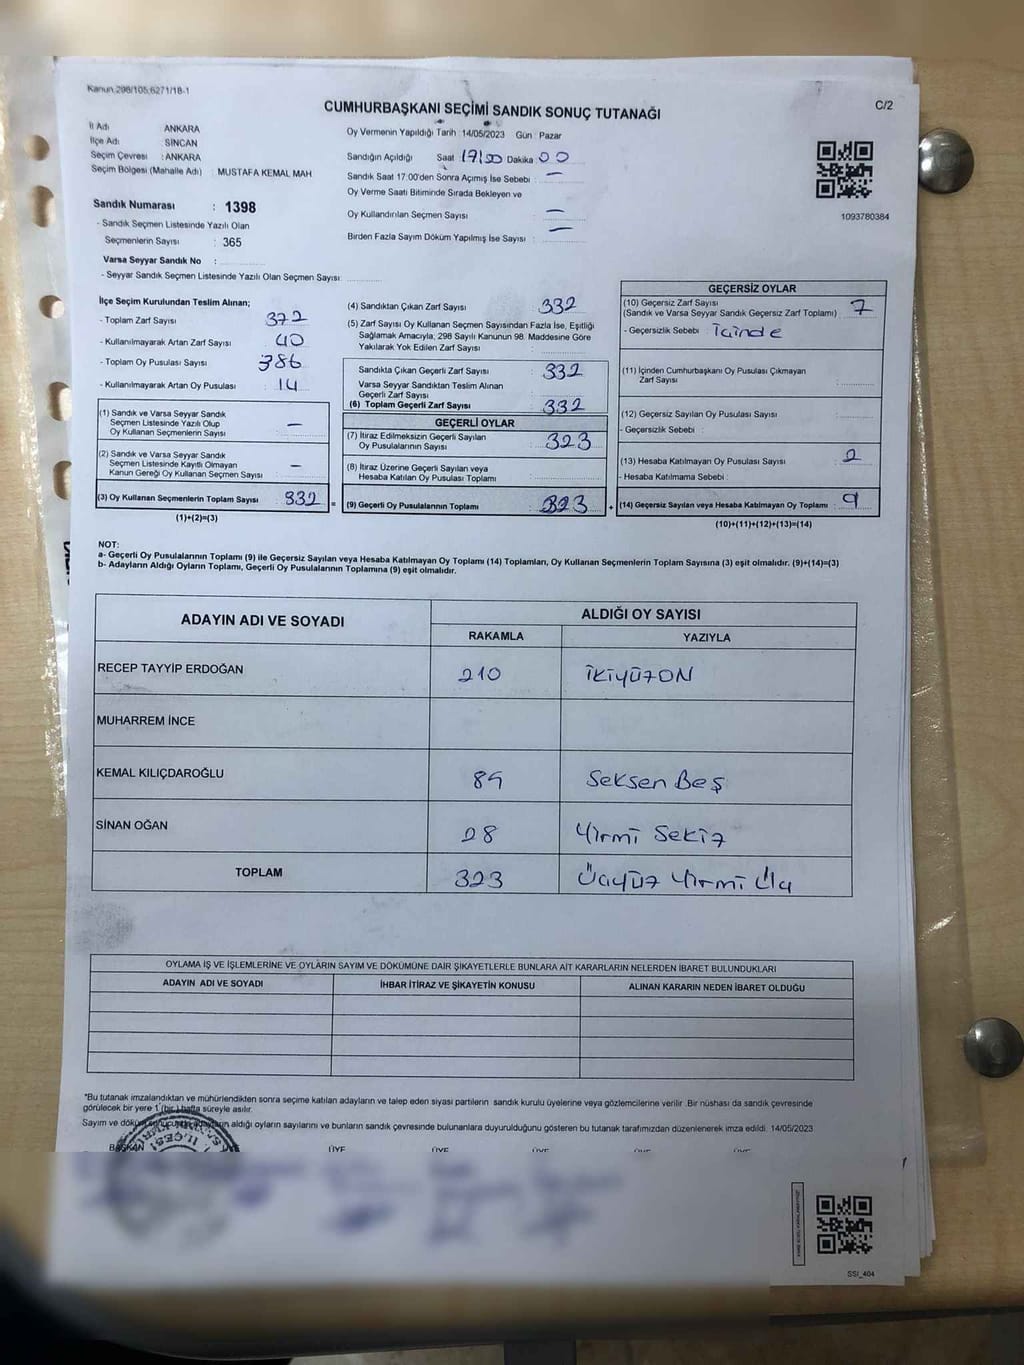 Kanun 298/105,6271/18-1
CUMHURBAŞKANI SEÇİMİ SANDIK SONUÇ TUTANAĞI
C/2
İl Adı ANKARA
İlçe Adı SİNCAN
Seçim Çevresi : ANKARA
Seçim Bölgesi (Mahalle Adı) : MUSTAFA KEMAL MAH
Sandık Numarası : 1398
- Sandık Seçmen Listesinde Yazılı Olan
Seçmenlerin Sayısı : 365
Varsa Seyyar Sandık No :
- Seyyar Sandık Seçmen Listesinde Yazılı Olan Seçmen Sayısı:
Oy Vermenin Yapıldığı Tarih : 14/05/2023 Gün : Pazar
Sandığın Açıldığı Saat 17:00 Dakika 00
Sandık Saat 17.00'den Sonra Açımış İse Sebebi : —
Oy Verme Saati Bitiminde Sırada Bekleyen ve
Oy Kullandırılan Seçmen Sayısı : —
Birden Fazla Sayım Döküm Yapılmış İse Sayısı : —
1093780384
İlçe Seçim Kurulundan Teslim Alınan;
- Toplam Zarf Sayısı : 372
- Kullanılmayarak Artan Zarf Sayısı : 40
- Toplam Oy Pusulası Sayısı : 386
- Kullanılmayarak Artan Oy Pusulası : 14
(1) Sandık ve Varsa Seyyar Sandık
Seçmen Listesinde Yazılı Olup
Oy Kullanan Seçmenlerin Sayısı : —
(2) Sandık ve Varsa Seyyar Sandık
Seçmen Listesinde Kayıtlı Olmayan
Kanun Gereği Oy Kullanan Seçmen Sayısı : —
(3) Oy Kullanan Seçmenlerin Toplam Sayısı : 332
(1)+(2)=(3)
(4) Sandıktan Çıkan Zarf Sayısı : 332
(5) Zarf Sayısı Oy Kullanan Seçmen Sayısından Fazla İse, Eşitliği
Sağlamak Amacıyla, 298 Sayılı Kanunun 98. Maddesine Göre
Yakılarak Yok Edilen Zarf Sayısı :
Sandıkta Çıkan Geçerli Zarf Sayısı : 332
Varsa Seyyar Sandıktan Teslim Alınan
Geçerli Zarf Sayısı :
(6) Toplam Geçerli Zarf Sayısı : 332
GEÇERLİ OYLAR
(7) İtiraz Edilmeksizin Geçerli Sayılan
Oy Pusulalarının Sayısı : 323
(8) İtiraz Üzerine Geçerli Sayılan veya
Hesaba Katılan Oy Pusulası Toplamı :
= (9) Geçerli Oy Pusulalarının Toplamı : 323 +
GEÇERSİZ OYLAR
(10) Geçersiz Zarf Sayısı
(Sandık ve Varsa Seyyar Sandık Geçersiz Zarf Toplamı) : 7
- Geçersizlik Sebebi : içinde
(11) İçinden Cumhurbaşkanı Oy Pusulası Çıkmayan
Zarf Sayısı :
(12) Geçersiz Sayılan Oy Pusulası Sayısı :
- Geçersizlik Sebebi :
(13) Hesaba Katılmayan Oy Pusulası Sayısı : 2
- Hesaba Katılmama Sebebi :
(14) Geçersiz Sayılan veya Hesaba Katılmayan Oy Toplamı : 9
(10)+(11)+(12)+(13)=(14)
NOT:
a- Geçerli Oy Pusulalarının Toplamı (9) ile Geçersiz Sayılan veya Hesaba Katılmayan Oy Toplamı (14) Toplamları, Oy Kullanan Seçmenlerin Toplam Sayısına (3) eşit olmalıdır. (9)+(14)=(3)
b- Adayların Aldığı Oyların Toplamı, Geçerli Oy Pusulalarının Toplamına (9) eşit olmalıdır.
ADAYIN ADI VE SOYADI ALDIĞI OY SAYISI
RAKAMLA YAZIYLA
RECEP TAYYİP ERDOĞAN 210 İKİYÜZON
MUHARREM İNCE
KEMAL KILIÇDAROĞLU 85 Seksen Beş
SİNAN OĞAN 28 Yirmi Sekiz
TOPLAM 323 Üçyüz Yirmi Üç
OYLAMA İŞ VE İŞLEMLERİNE VE OYLARIN SAYIM VE DÖKÜMÜNE DAİR ŞİKAYETLERLE BUNLARA AİT KARARLARIN NELERDEN İBARET BULUNDUKLARI
ADAYIN ADI VE SOYADI İHBAR İTİRAZ VE ŞİKAYETİN KONUSU ALINAN KARARIN NEDEN İBARET OLDUĞU
*Bu tutanak imzalandıktan ve mühürlendikten sonra seçime katılan adayların ve talep eden siyasi partilerin sandık kurulu üyelerine veya gözlemcilerine verilir .Bir nüshası da sandık çevresinde
görülecek bir yere 1 (bir) hafta süreyle asılır.
Sayım ve döküm sonucunda adayların aldığı oyların sayılarını ve bunların sandık çevresinde bulunanlara duyurulduğunu gösteren bu tutanak tarafımızdan düzenlenerek imza edildi. 14/05/2023
BAŞKAN ÜYE ÜYE ÜYE ÜYE ÜYE
SSI_404